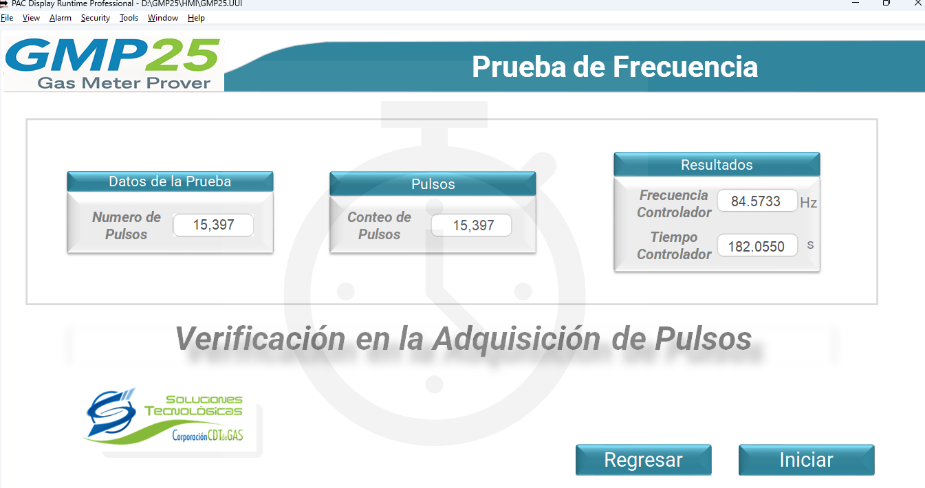 PAC Display Runtime Professional - D:\GMP25\HMI\GMP25.UUI
File View Alarm Security Tools Window Help
GMP25
Gas Meter Prover
Prueba de Frecuencia
Datos de la Prueba
Numero de
Pulsos
15,397
Pulsos
Conteo de
Pulsos
15,397
Resultados
Frecuencia
Controlador
84.5733 Hz
Tiempo
Controlador
182.0550 s
Verificación en la Adquisición de Pulsos
Soluciones
Tecnológicas
Corporación CDT de GAS
Regresar
Iniciar